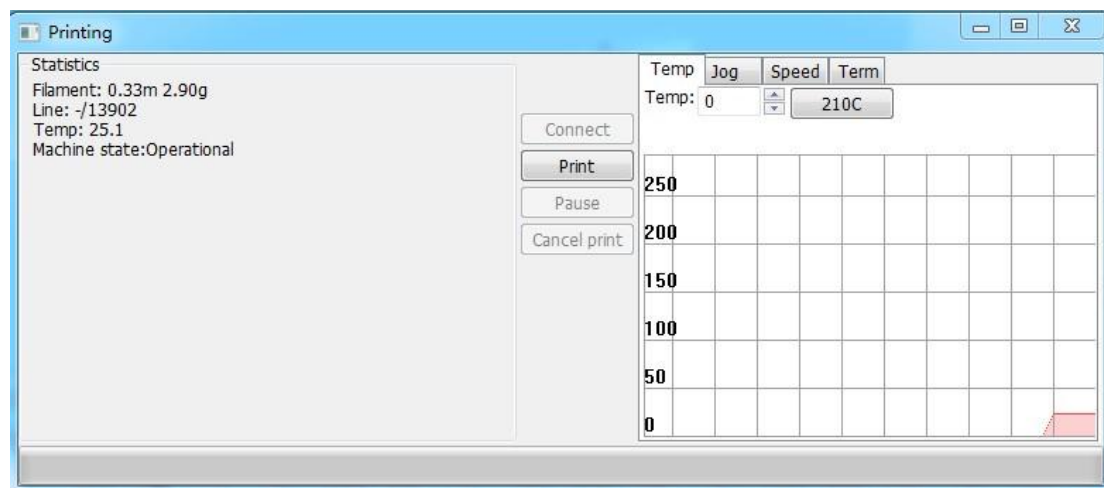 Printing
Statistics
Filament: 0.33m 2.90g
Line: -/13902
Temp: 25.1
Machine state:Operational
Connect
Print
Pause
Cancel print
Temp Jog Speed Term
Temp: 0 210C
250
200
150
100
50
0